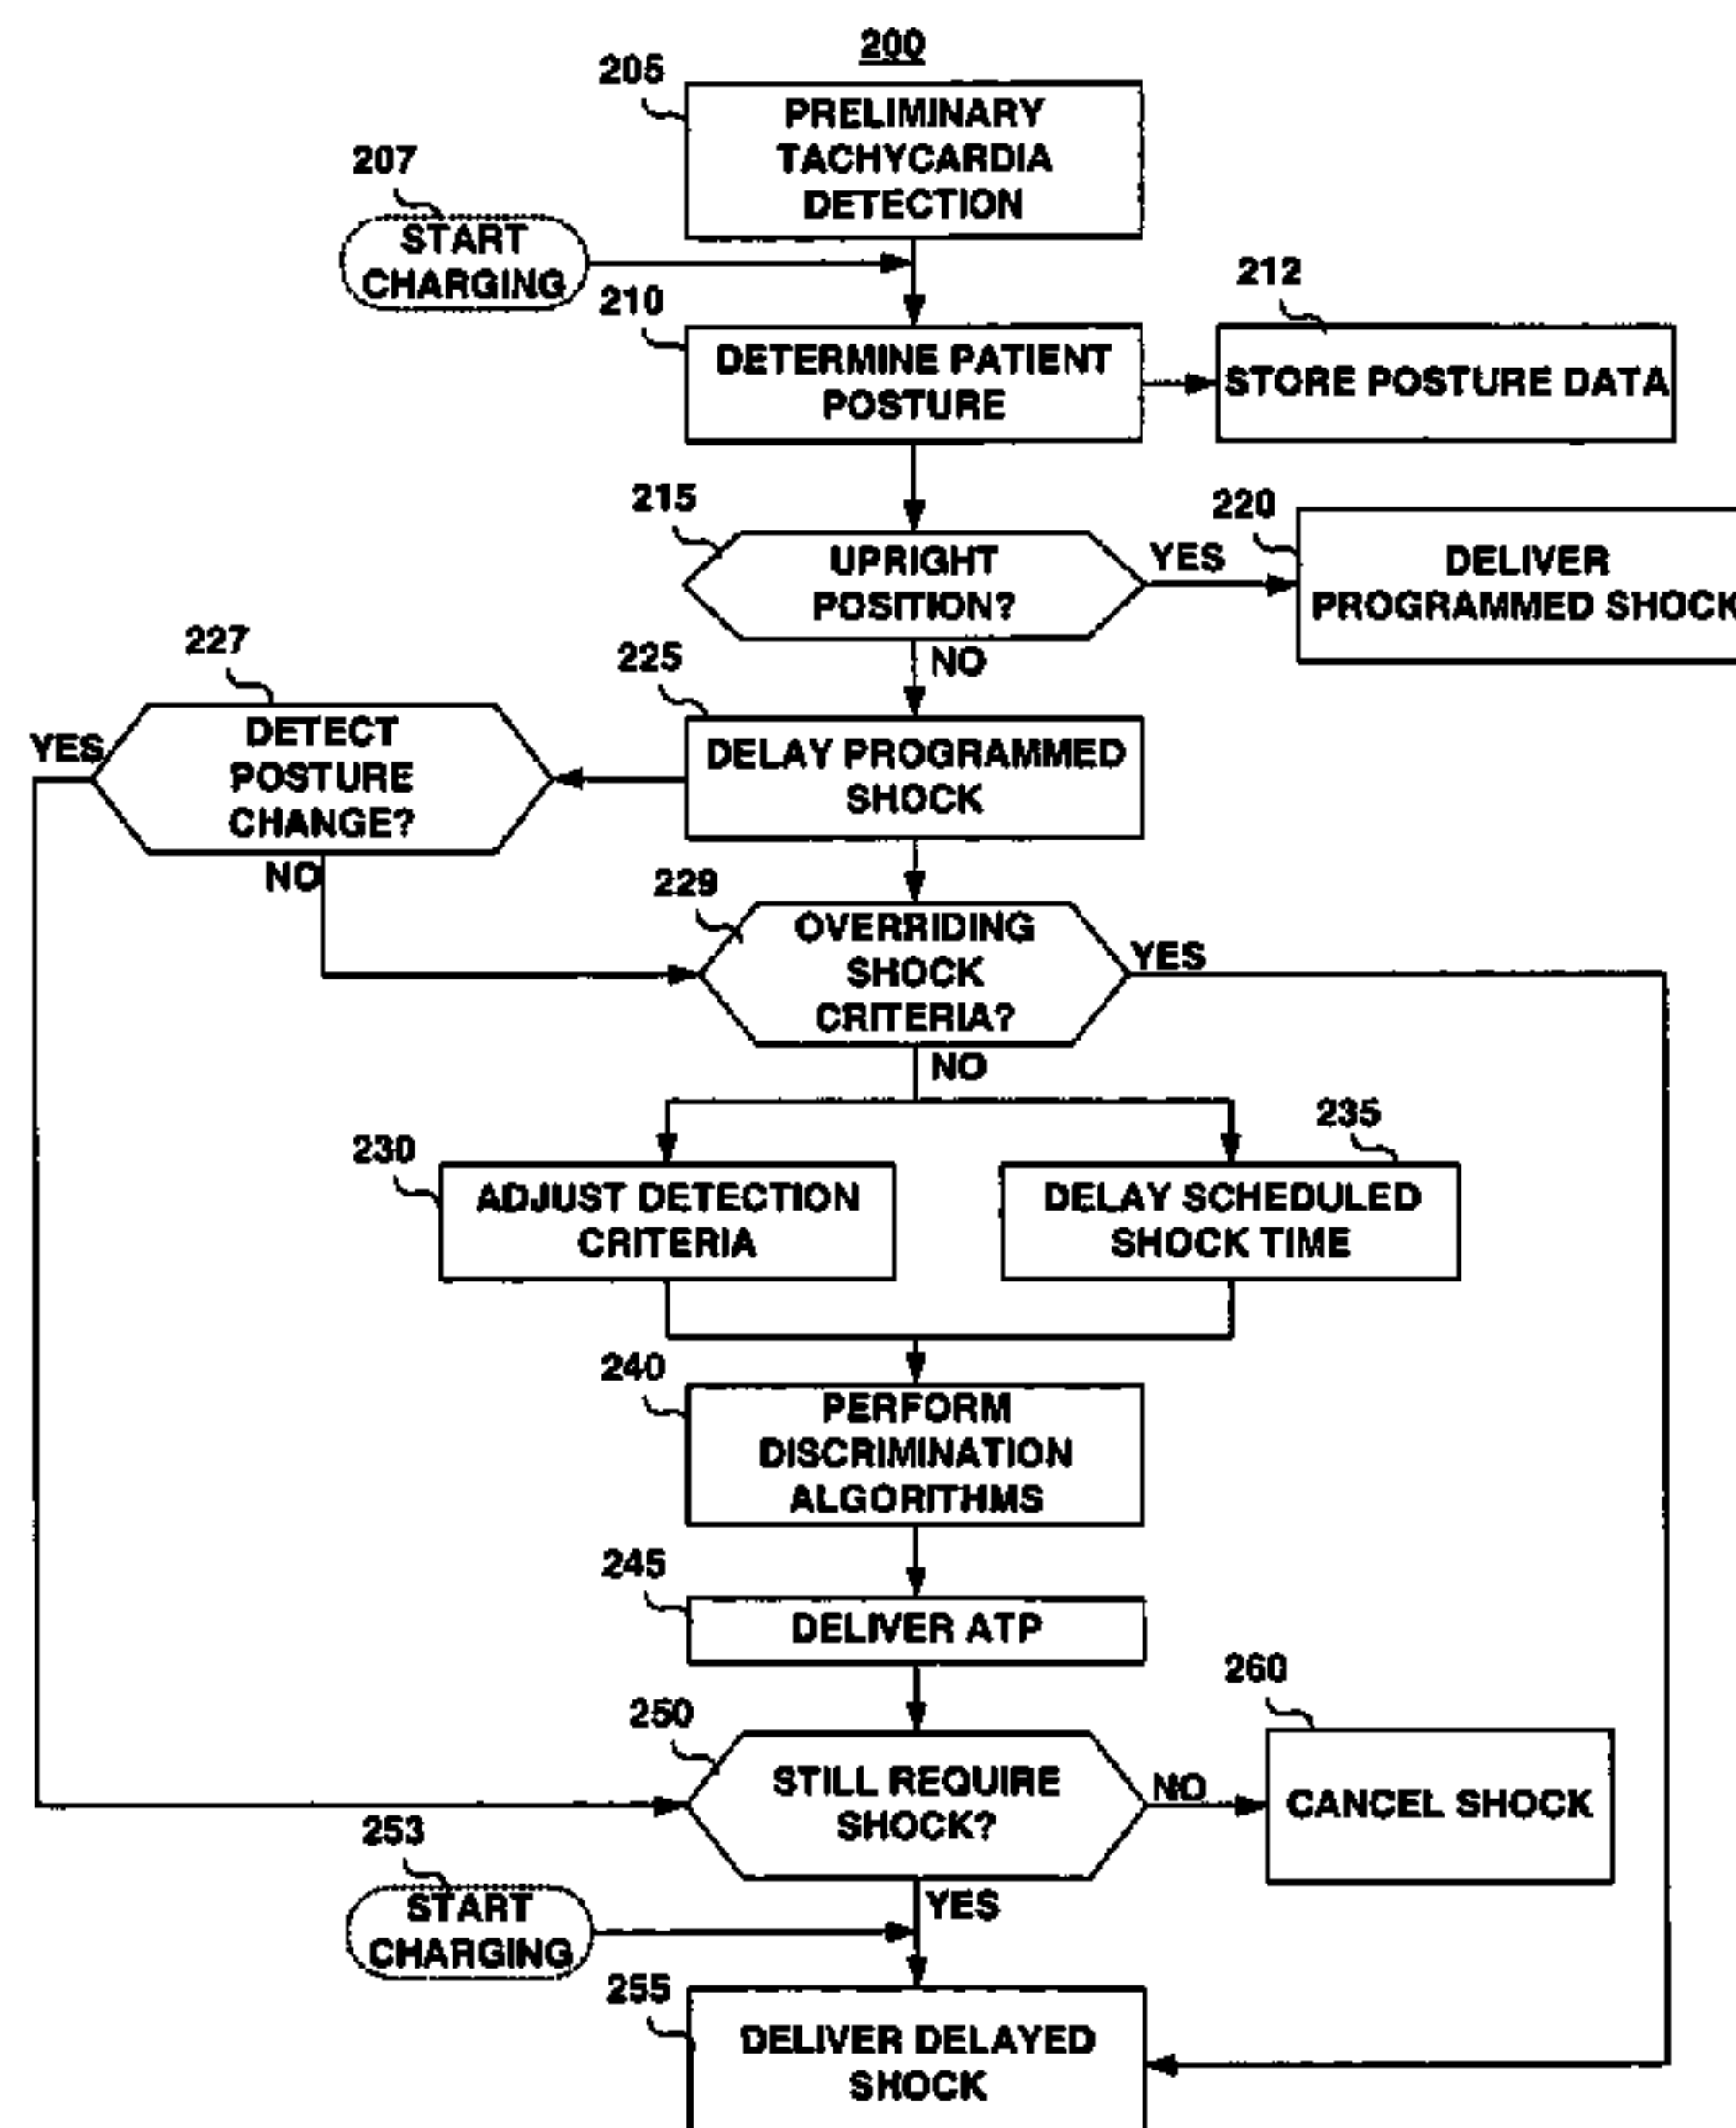 200
205
PRELIMINARY
TACHYCARDIA
DETECTION
207
START
CHARGING
210
DETERMINE PATIENT
POSTURE
212
STORE POSTURE DATA
215
UPRIGHT
POSITION?
YES
220
DELIVER
PROGRAMMED SHOCK
NO
225
DELAY PROGRAMMED
SHOCK
227
DETECT
POSTURE
CHANGE?
YES
NO
229
OVERRIDING
SHOCK
CRITERIA?
YES
NO
230
ADJUST DETECTION
CRITERIA
235
DELAY SCHEDULED
SHOCK TIME
240
PERFORM
DISCRIMINATION
ALGORITHMS
245
DELIVER ATP
250
STILL REQUIRE
SHOCK?
NO
260
CANCEL SHOCK
YES
253
START
CHARGING
255
DELIVER DELAYED
SHOCK